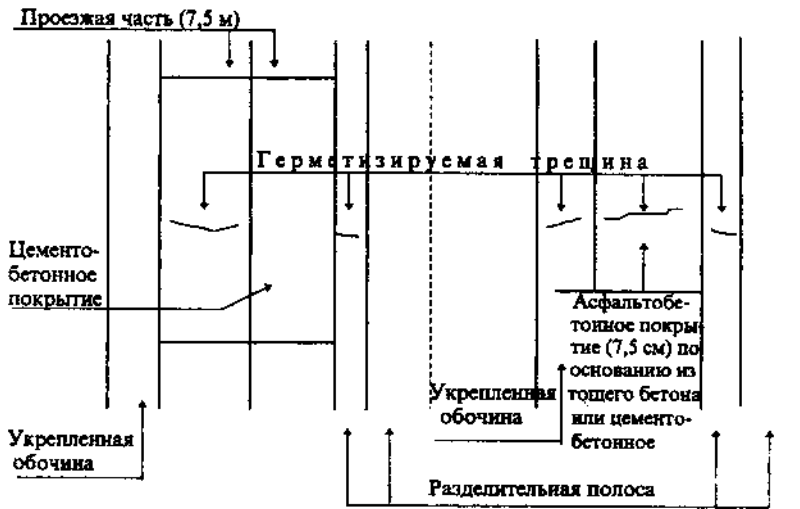 Проезжая часть (7,5 м)
Герметизируемая трещина
Цементо-
бетонное
покрытие
Асфальтобе-
тонное покры-
тие (7,5 см) по
основанию из
тощего бетона
или цементо-
бетонное
Укрепленная
обочина
Укрепленная
обочина
Разделительная полоса